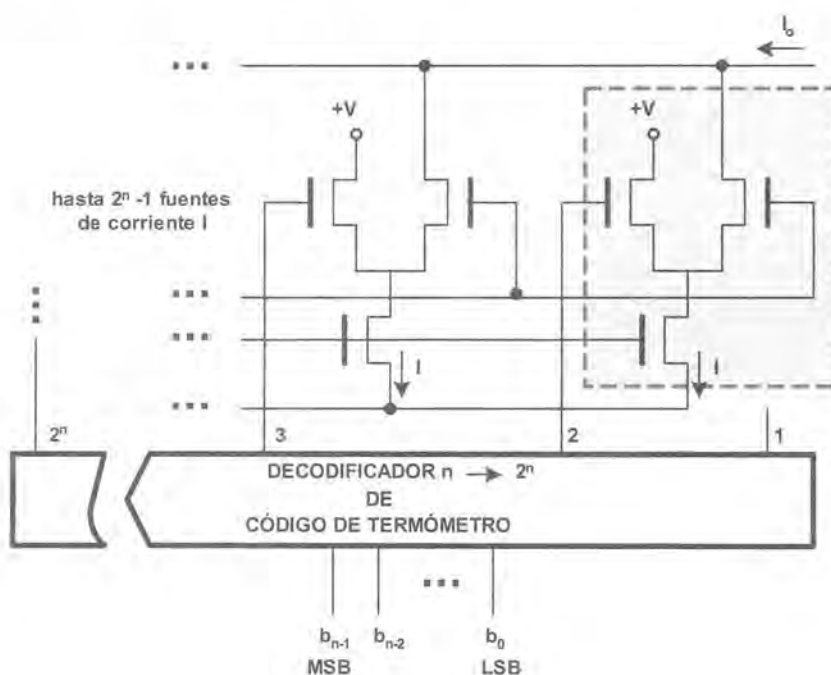 I₀
+V
+V
hasta 2ⁿ -1 fuentes
de corriente I
I
I
2ⁿ
3
2
1
DECODIFICADOR n → 2ⁿ
DE
CÓDIGO DE TERMÓMETRO
bₙ₋₁
bₙ₋₂
b₀
MSB
LSB